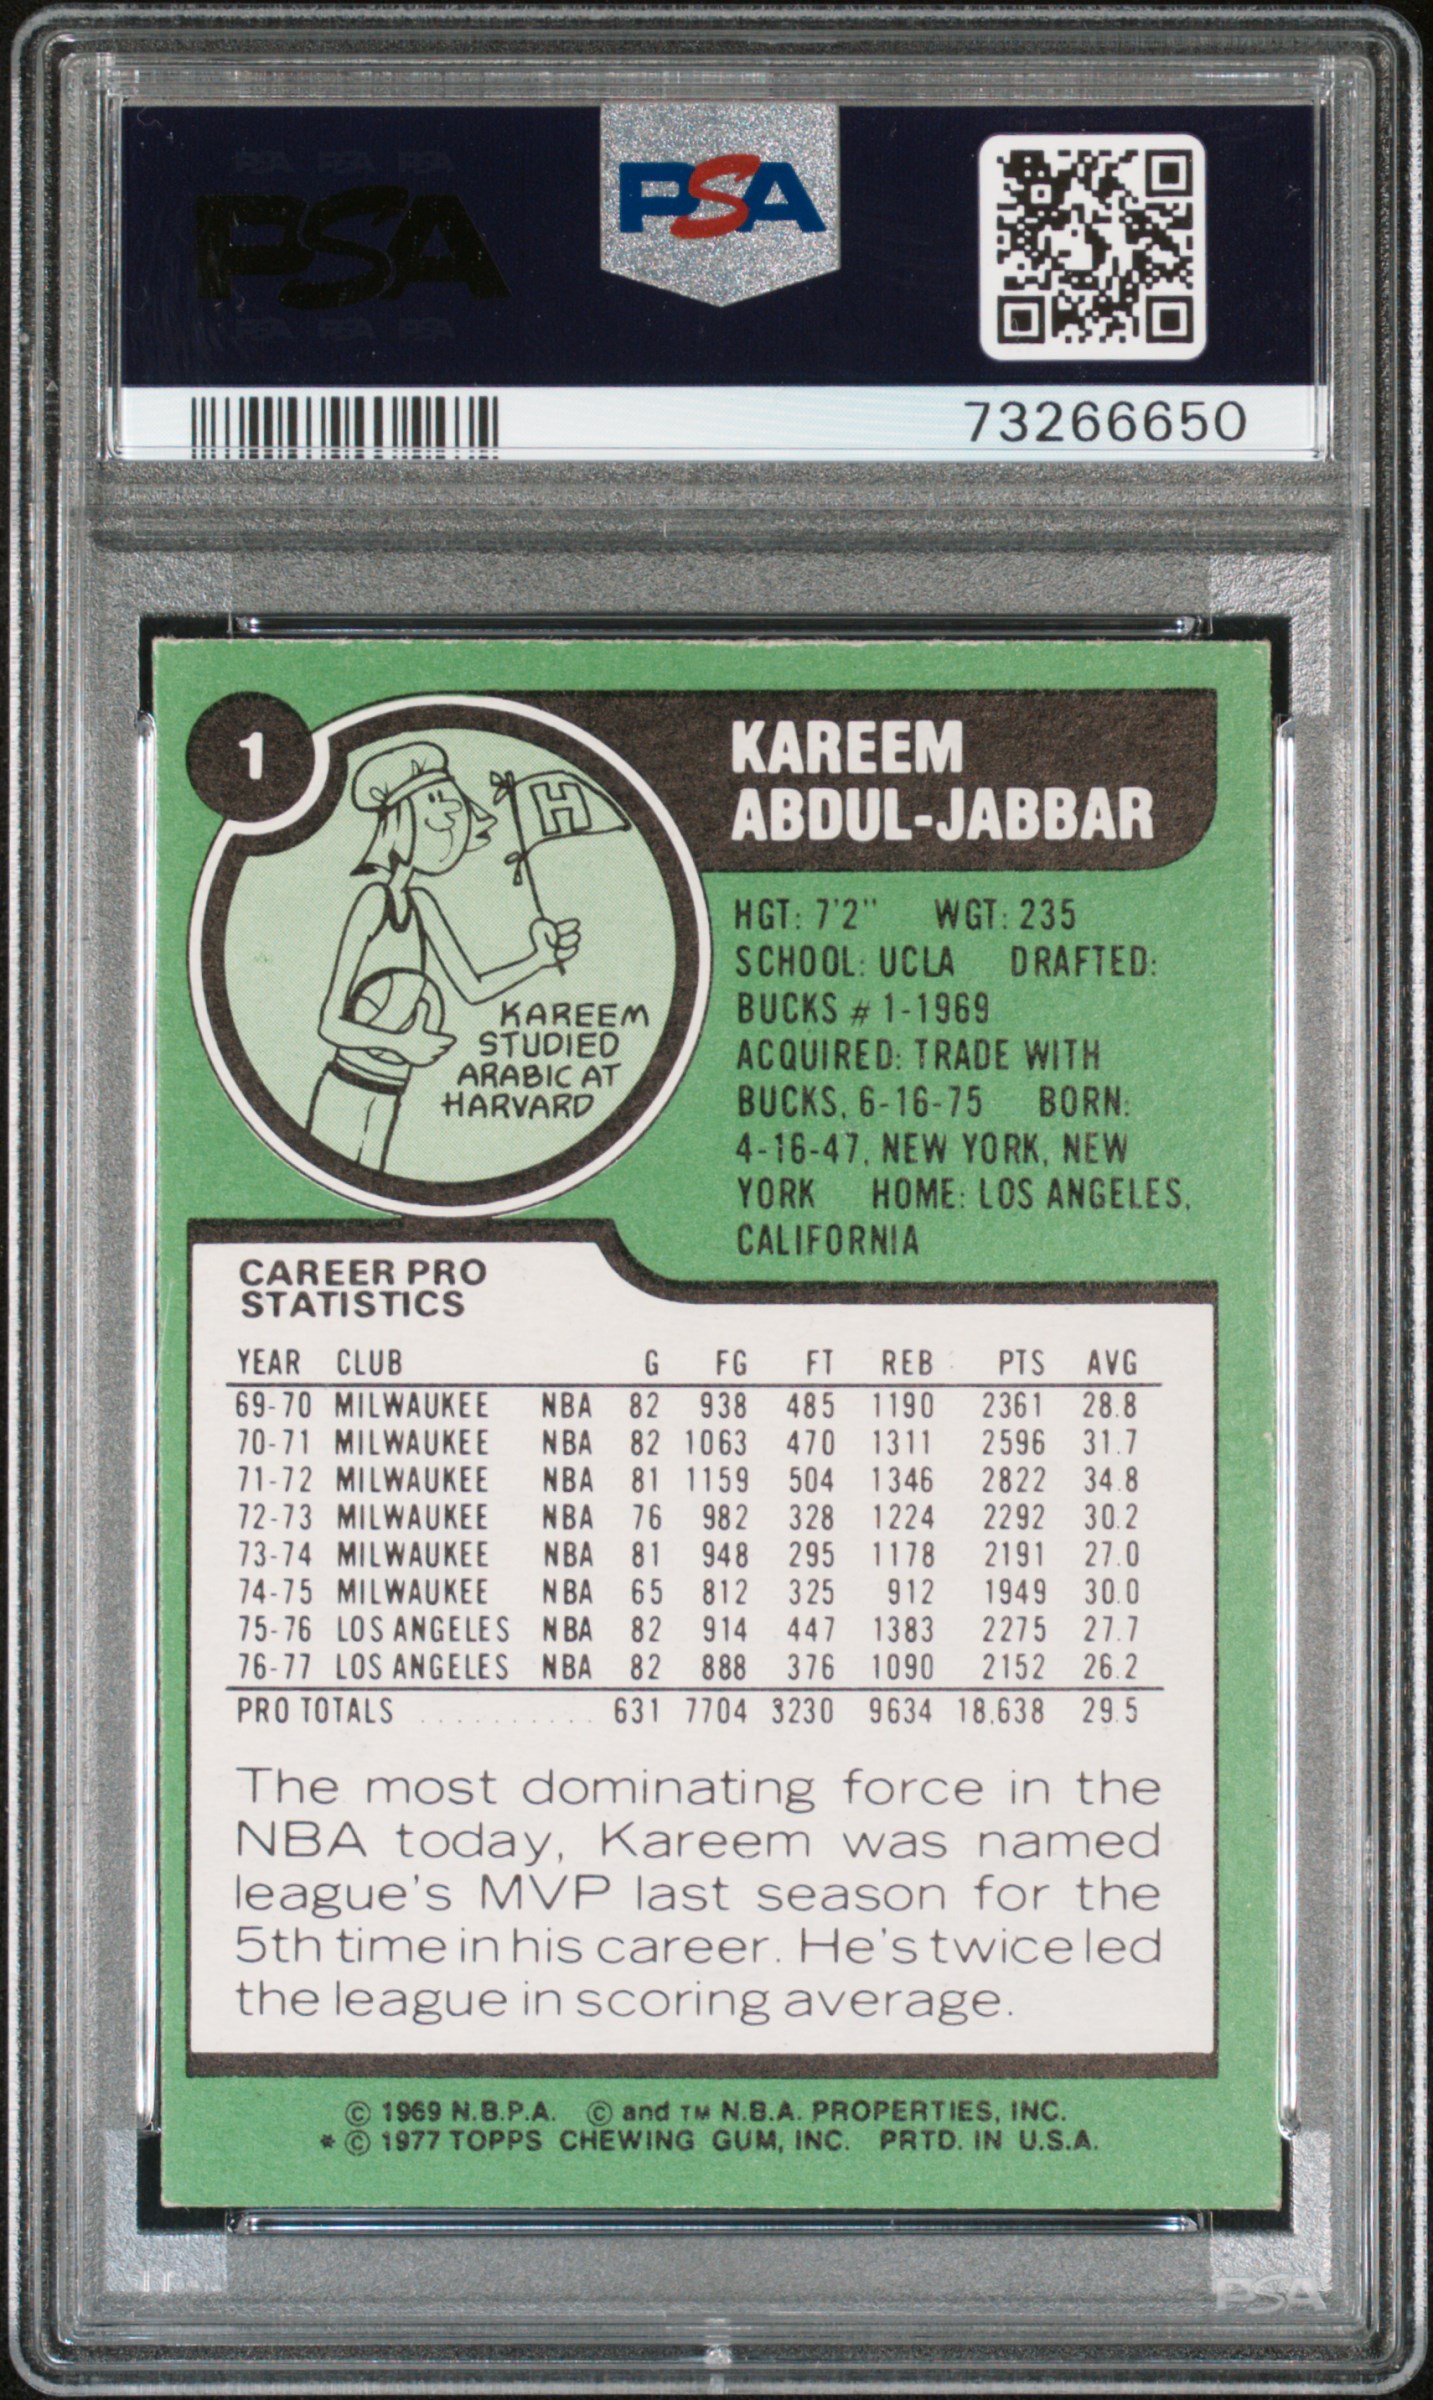 PSA PSA PSA
PSA
PSA
PSA PSA PSA
73266650
1
KAREEM
ABDUL-JABBAR
H
KAREEM
STUDIED
ARABIC AT
HARVARD
HGT: 7'2" WGT: 235
SCHOOL: UCLA DRAFTED:
BUCKS # 1-1969
ACQUIRED: TRADE WITH
BUCKS, 6-16-75 BORN:
4-16-47, NEW YORK, NEW
YORK HOME: LOS ANGELES,
CALIFORNIA
CAREER PRO
STATISTICS
YEAR CLUB G FG FT REB PTS AVG
69-70 MILWAUKEE NBA 82 938 485 1190 2361 28.8
70-71 MILWAUKEE NBA 82 1063 470 1311 2596 31.7
71-72 MILWAUKEE NBA 81 1159 504 1346 2822 34.8
72-73 MILWAUKEE NBA 76 982 328 1224 2292 30.2
73-74 MILWAUKEE NBA 81 948 295 1178 2191 27.0
74-75 MILWAUKEE NBA 65 812 325 912 1949 30.0
75-76 LOS ANGELES NBA 82 914 447 1383 2275 27.7
76-77 LOS ANGELES NBA 82 888 376 1090 2152 26.2
PRO TOTALS . . . . . . . . . . . 631 7704 3230 9634 18,638 29.5
The most dominating force in the
NBA today, Kareem was named
league's MVP last season for the
5th time in his career. He's twice led
the league in scoring average.
© 1969 N.B.P.A. © and TM N.B.A. PROPERTIES, INC.
* © 1977 TOPPS CHEWING GUM, INC. PRTD. IN U.S.A.
PSA